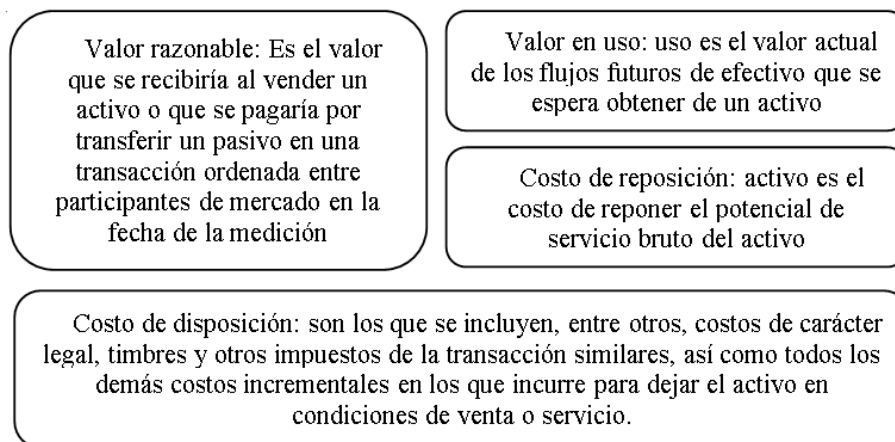 Valor razonable: Es el valor
que se recibiría al vender un
activo o que se pagaría por
transferir un pasivo en una
transacción ordenada entre
participantes de mercado en la
fecha de la medición
Valor en uso: uso es el valor actual
de los flujos futuros de efectivo que se
espera obtener de un activo
Costo de reposición: activo es el
costo de reponer el potencial de
servicio bruto del activo
Costo de disposición: son los que se incluyen, entre otros, costos de carácter
legal, timbres y otros impuestos de la transacción similares, así como todos los
demás costos incrementales en los que incurre para dejar el activo en
condiciones de venta o servicio.